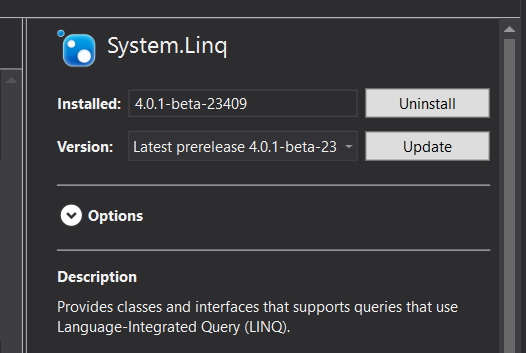 System.Linq
Installed: 4.0.1-beta-23409 Uninstall
Version: Latest prerelease 4.0.1-beta-23 Update
Options
Description
Provides classes and interfaces that supports queries that use
Language-Integrated Query (LINQ).